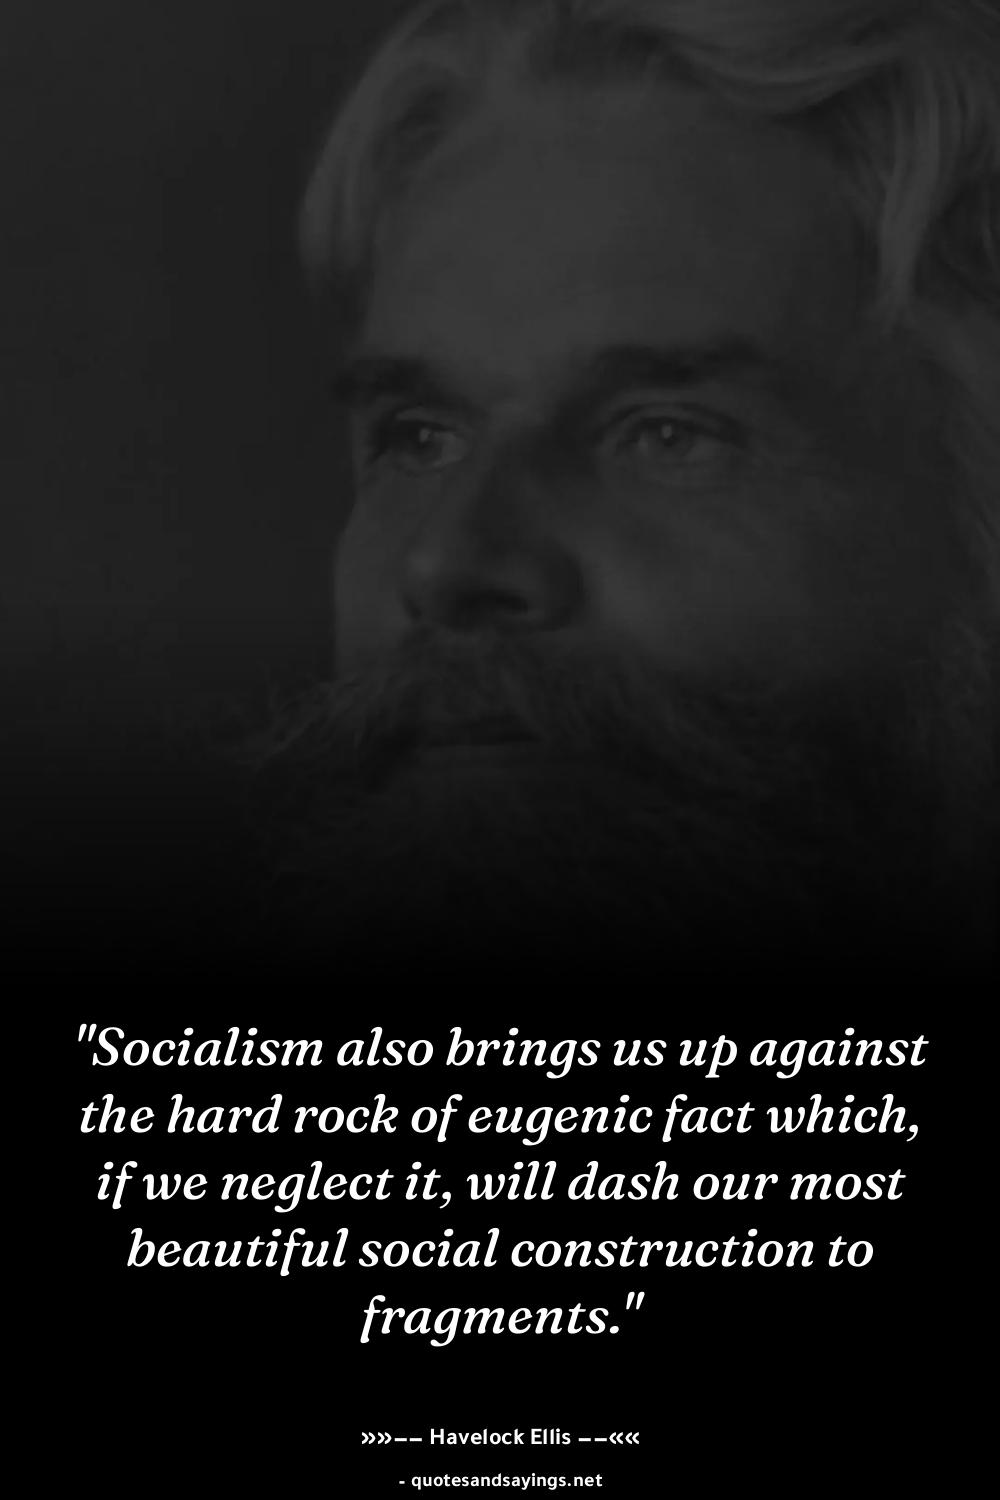 "Socialism also brings us up against
the hard rock of eugenic fact which,
if we neglect it, will dash our most
beautiful social construction to
fragments."
»»−− Havelock Ellis −−««
- quotesandsayings.net